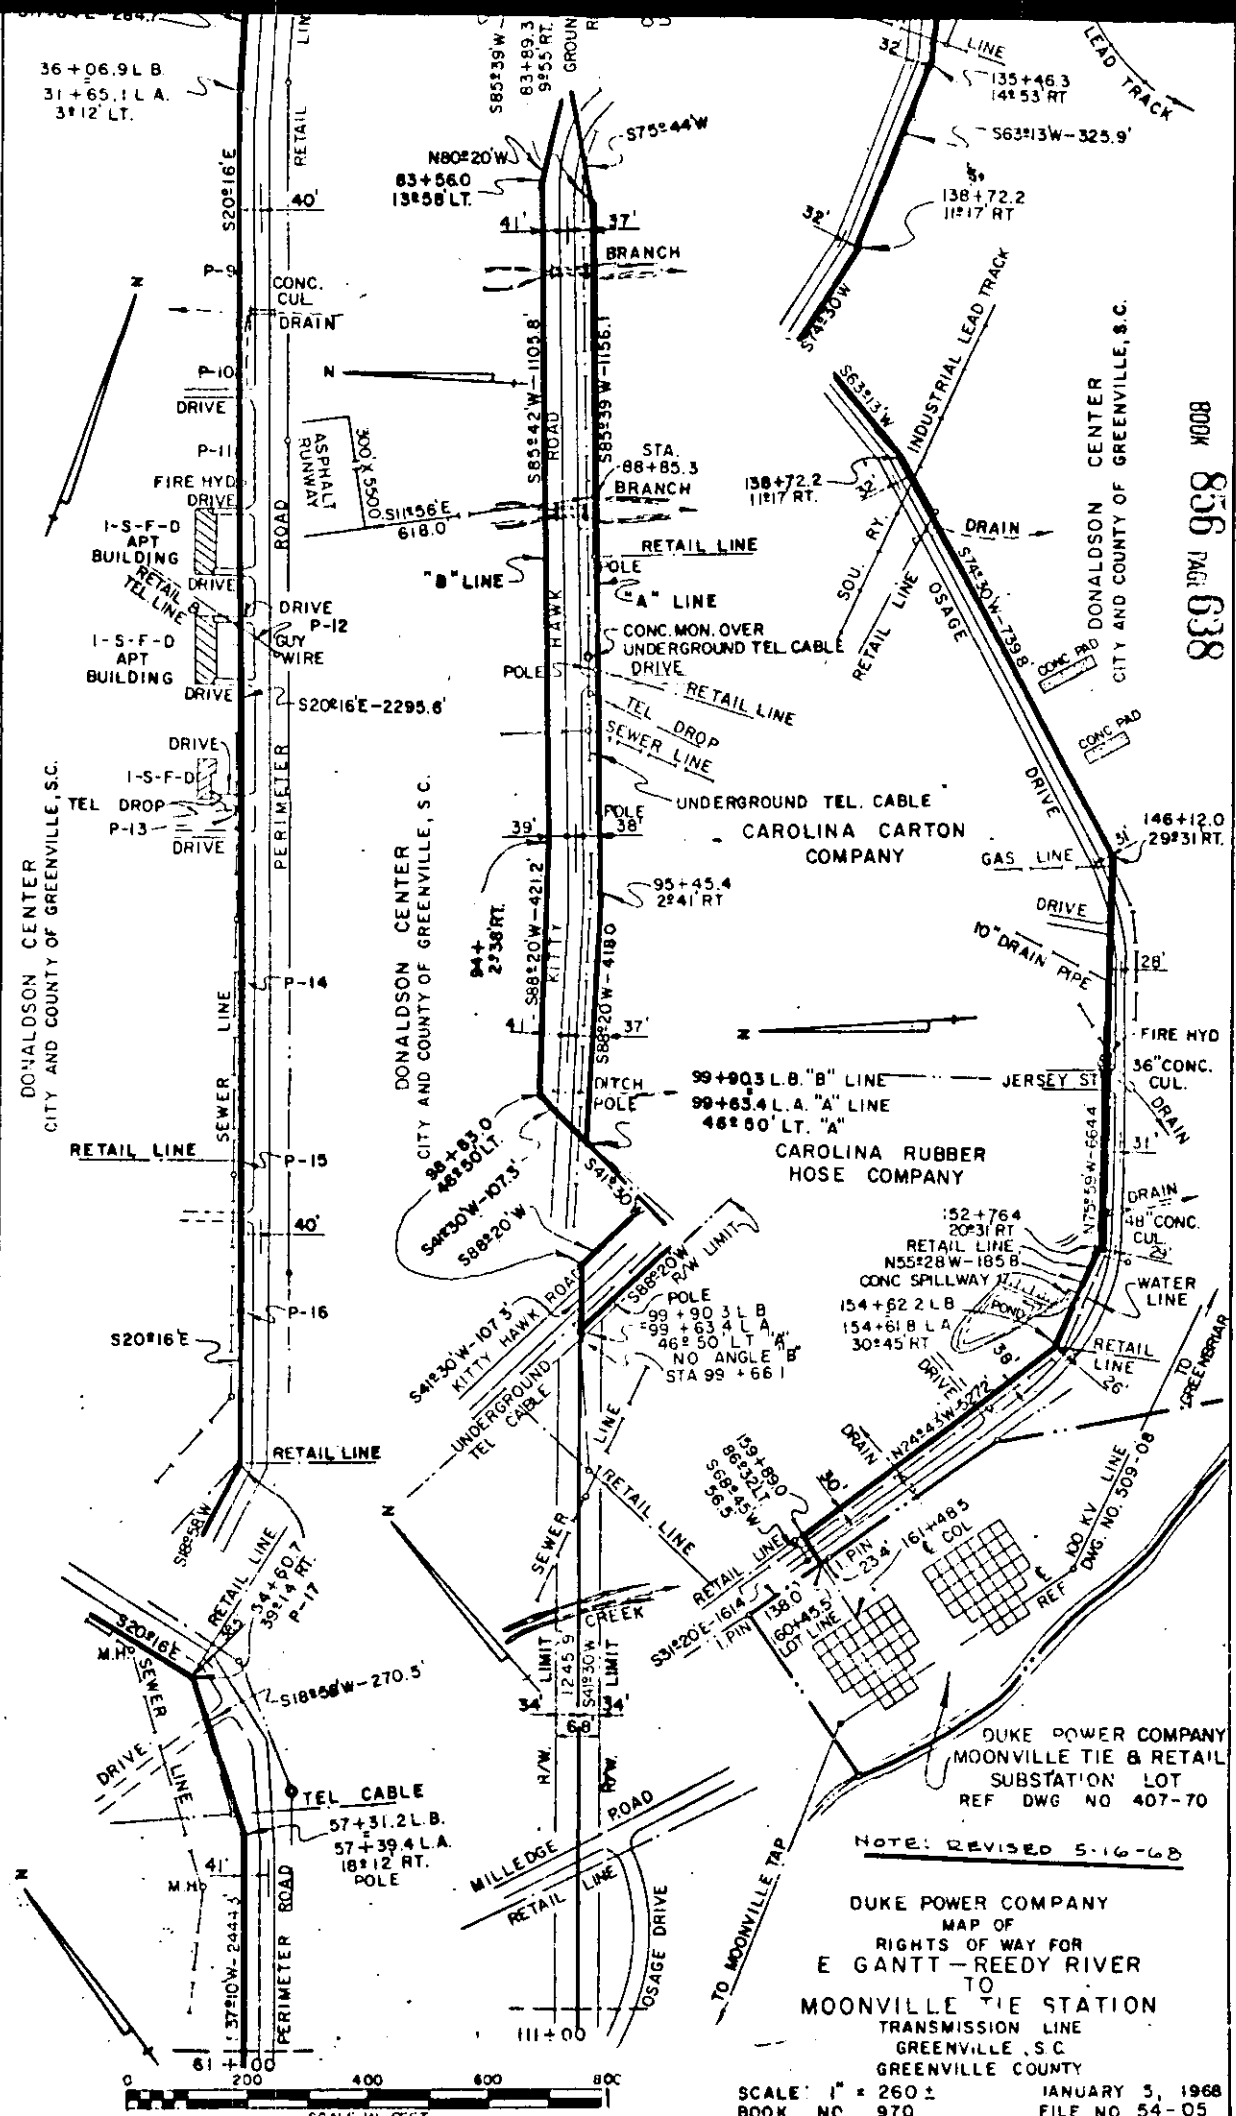 36+06.9 L B.
=
31+65.1 L A.
3°12' LT.
S20°16'E
40'
RETAIL
LIN
P-9
CONC.
CUL.
DRAIN
N
P-10
DRIVE
P-11
FIRE HYD
DRIVE
1-S-F-D
APT
BUILDING
ROAD
ASPHALT
RUNWAY
300' X 5500
S11°56'E
618.0'
RETAIL
TEL LINE
DRIVE
DRIVE
P-12
GUY
WIRE
1-S-F-D
APT
BUILDING
DRIVE
S20°16'E-2295.6'
DRIVE
1-S-F-D
TEL DROP
P-13
DRIVE
PERIMETER
DONALDSON CENTER
CITY AND COUNTY OF GREENVILLE, S.C.
P-14
SEWER LINE
RETAIL LINE
P-15
40'
P-16
S20°16'E
RETAIL LINE
S18°58'W
RETAIL LINE
54+60.7
39°14' RT.
P-17
S20°16'E
M.H.
SEWER
LINE
S18°58'W-270.5'
DRIVE
TEL CABLE
57+31.2 L.B.
=
57+39.4 L.A.
18°12' RT.
POLE
41'
M.H.
N
PERIMETER ROAD
61+00
S85°39'W
83+89.3
9°55' RT.
GROUN
S75°44'W
N80°20'W
83+56.0
13°58' LT.
41'
37'
BRANCH
N
S85°42'W-1105.8'
ROAD
S85°39'W-1156.1'
STA.
88+85.3
BRANCH
RETAIL LINE
POLE
"B" LINE
"A" LINE
HAWK
CONC. MON. OVER
UNDERGROUND TEL. CABLE
DRIVE
POLES
RETAIL LINE
TEL DROP
SEWER LINE
UNDERGROUND TEL. CABLE
POLE
39'
38'
CAROLINA CARTON
COMPANY
95+45.4
2°41' RT
94+
2°38' RT.
DONALDSON CENTER
CITY AND COUNTY OF GREENVILLE, S.C.
S88°20'W-421.2'
KITTY
S88°20'W-418.0
41
37'
N
DITCH
POLE
99+90.3 L.B. "B" LINE
=
99+63.4 L.A. "A" LINE
46°50' LT. "A"
CAROLINA RUBBER
HOSE COMPANY
98+83.0
46°50' LT.
S41°30'W-107.3'
S88°20'W
S41°30'W
S88°20'W
R/W LIMIT
POLE
99+90.3 L B
=99+63.4 L A
46°50' LT "A"
NO ANGLE "B"
STA 99+66.1
S41°30'W-107.3'
KITTY HAWK ROAD
UNDERGROUND
TEL CABLE
N
SEWER LINE
RETAIL LINE
CREEK
R/W LIMIT
1245.9
S41°30'W
R/W LIMIT
34'
34'
68'
MILLEDGE ROAD
RETAIL LINE
OSAGE DRIVE
111+00
32'
LINE
LEAD TRACK
135+46.3
14°53' RT
S63°13'W-325.9'
138+72.2
11°17' RT
32'
S74°30'W
S63°13'W
INDUSTRIAL LEAD TRACK
138+72.2
11°17' RT.
SOU. RY.
DRAIN
RETAIL LINE
OSAGE
S74°30'W-739.8'
CONC PAD
CONC PAD
DRIVE
DONALDSON CENTER
CITY AND COUNTY OF GREENVILLE, S.C.
BOOK 856 PAGE 638
31'
146+12.0
29°31' RT.
GAS LINE
DRIVE
10" DRAIN PIPE
28'
FIRE HYD
JERSEY ST
36" CONC.
CUL.
DRAIN
31'
N75°59'W-664.4'
DRAIN
48" CONC.
CUL.
29'
152+76.4
20°31' RT
RETAIL LINE
N55°28'W-185.8
CONC SPILLWAY
WATER
LINE
154+62.2 L B
=
154+61.8 L A
30°45' RT
POND
RETAIL
LINE
38'
26'
TO
GREENBRIAR
DRIVE
N24°43'W-527.2'
DRAIN
30'
159+89.0
86°32' LT.
S68°45'W
56.5'
RETAIL LINE
I. PIN
23.4'
161+48.5
℄ COL
100 KV LINE
DWG. NO. 509-08
REF
S31°20'E-161.4'
I. PIN
138.0'
160+45.5
LOT LINE
DUKE POWER COMPANY
MOONVILLE TIE & RETAIL
SUBSTATION LOT
REF DWG NO 407-70
NOTE: REVISED 5-16-68
TO MOONVILLE TAP
DUKE POWER COMPANY
MAP OF
RIGHTS OF WAY FOR
E GANTT - REEDY RIVER
TO
MOONVILLE TIE STATION
TRANSMISSION LINE
GREENVILLE, S.C.
GREENVILLE COUNTY
SCALE: 1" = 260 ±
JANUARY 5, 1968
BOOK NO 970
FILE NO 54-05
0 200 400 600 800
SCALE IN FEET